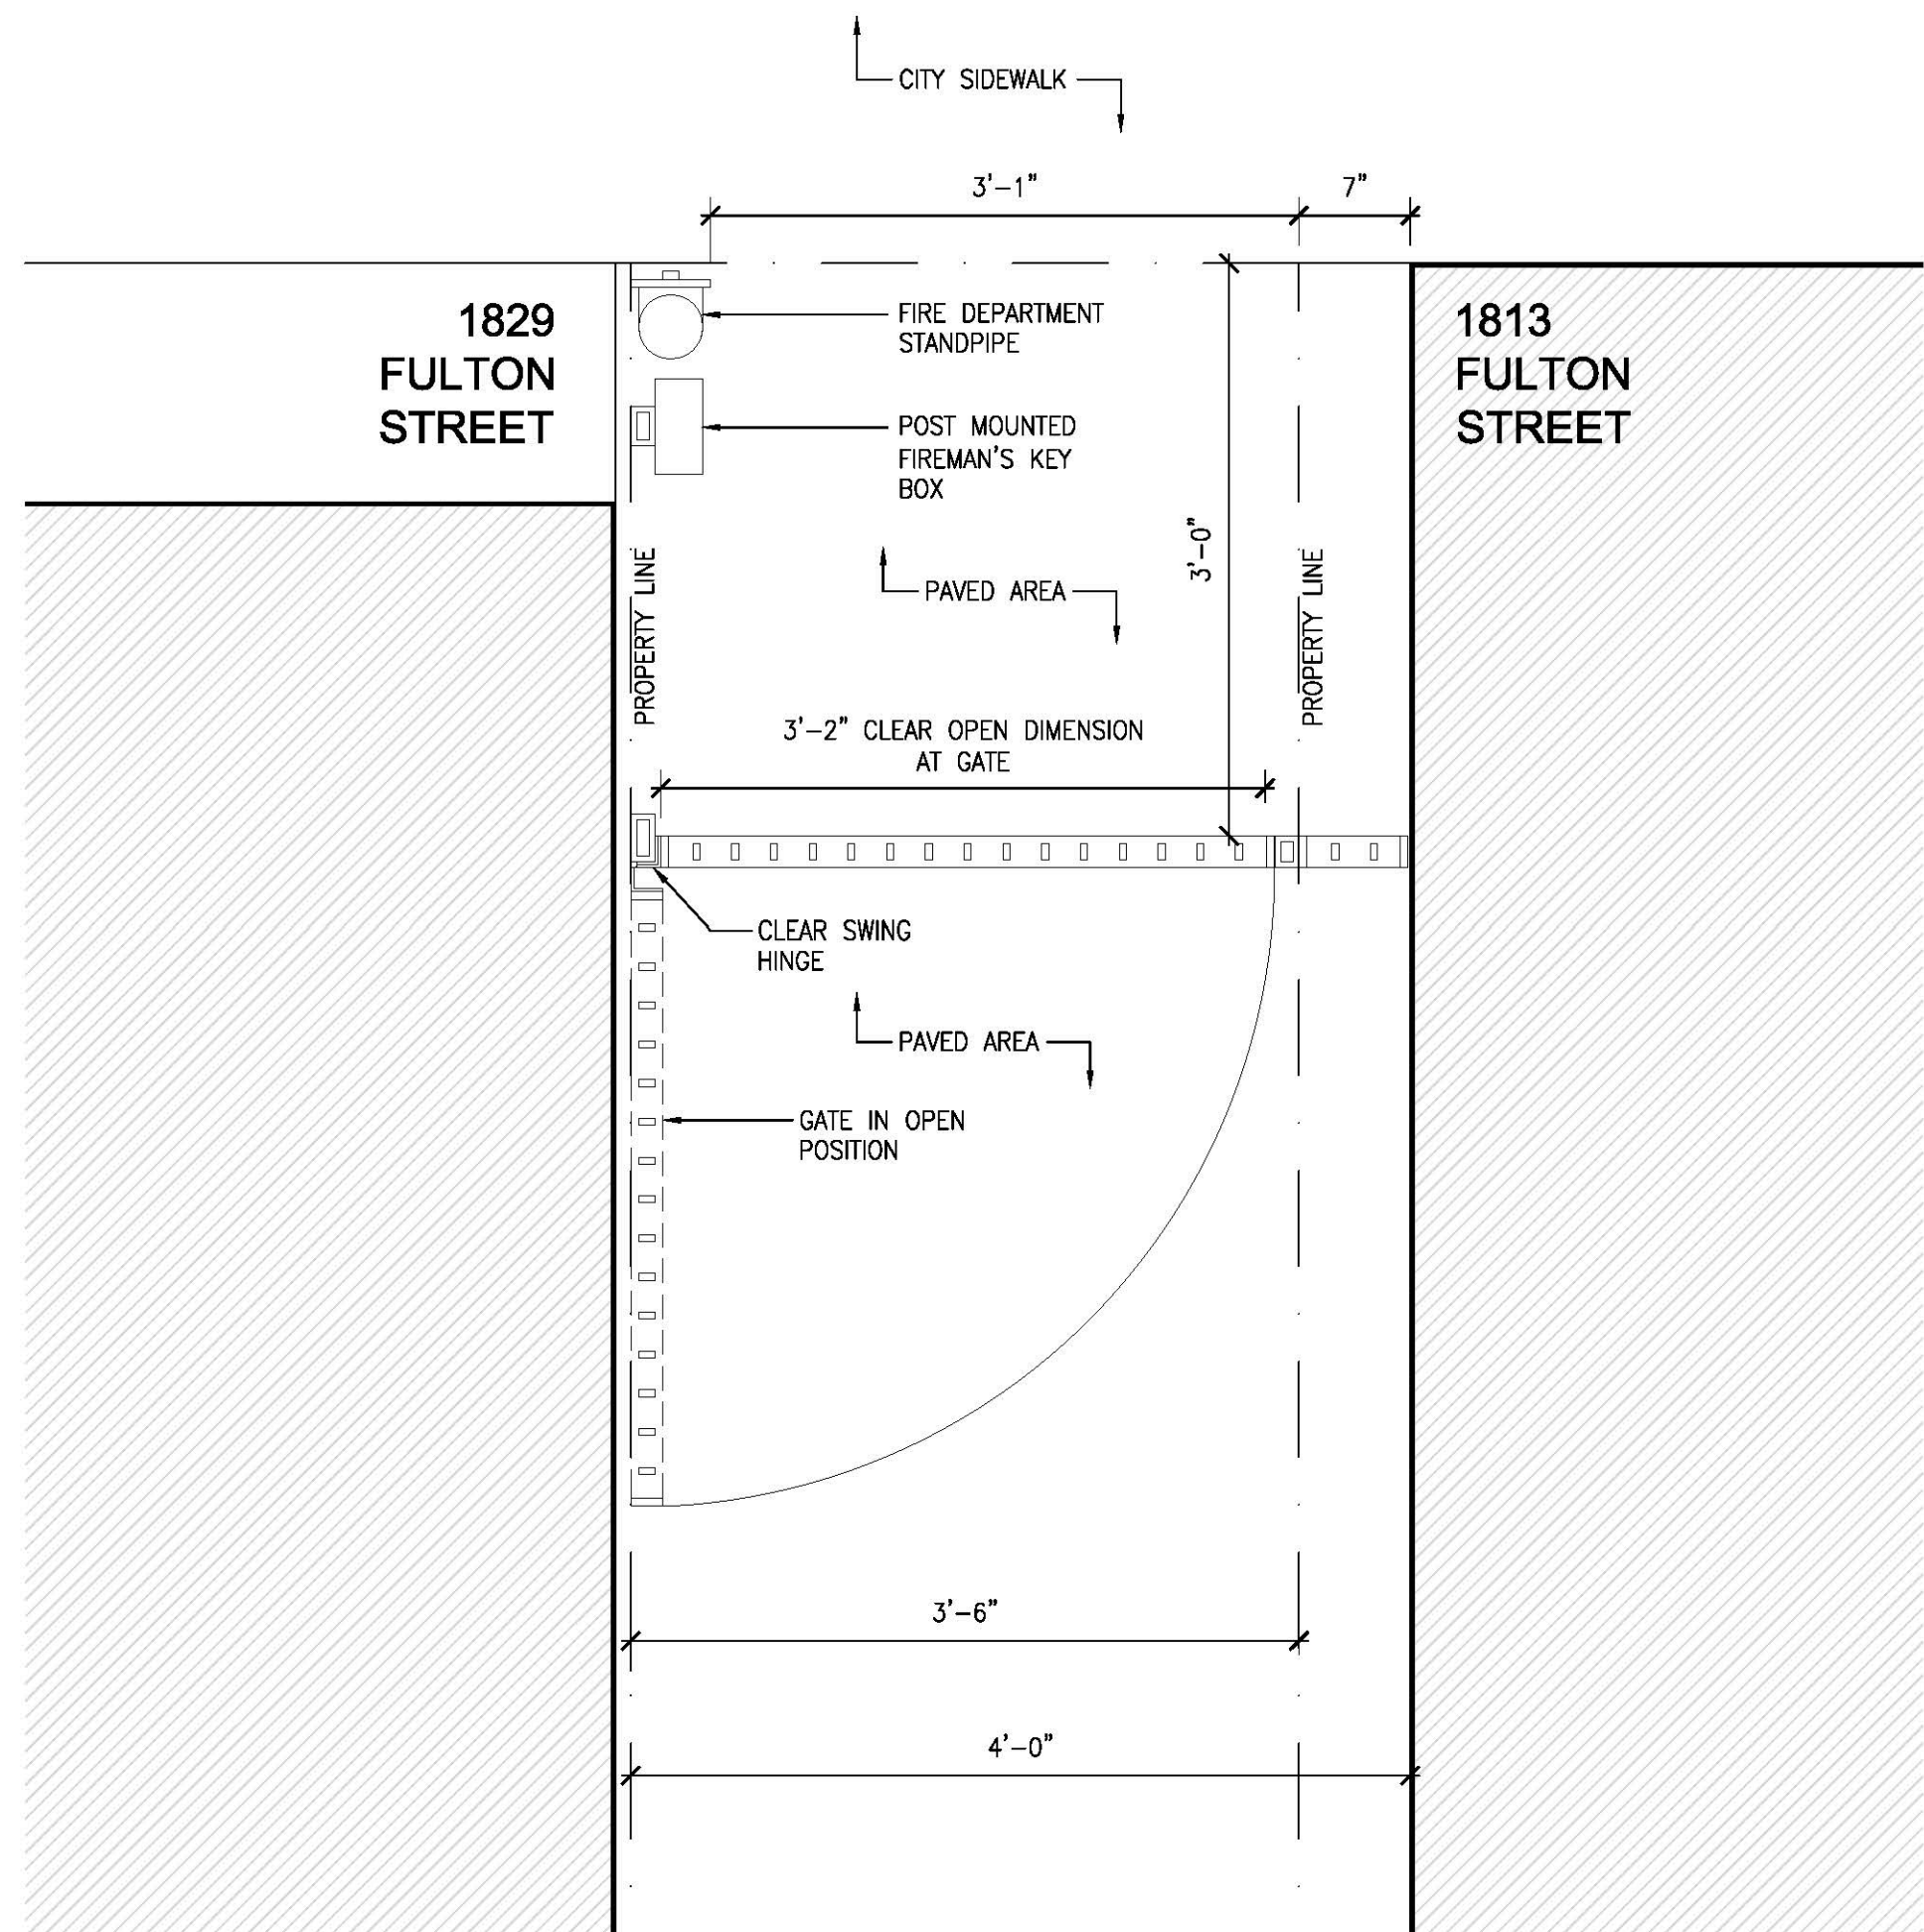 CITY SIDEWALK
3'-1"
7"
1829
FULTON
STREET
FIRE DEPARTMENT
STANDPIPE
1813
FULTON
STREET
POST MOUNTED
FIREMAN'S KEY
BOX
3'-0"
PROPERTY LINE
PAVED AREA
PROPERTY LINE
3'-2" CLEAR OPEN DIMENSION
AT GATE
CLEAR SWING
HINGE
PAVED AREA
GATE IN OPEN
POSITION
3'-6"
4'-0"